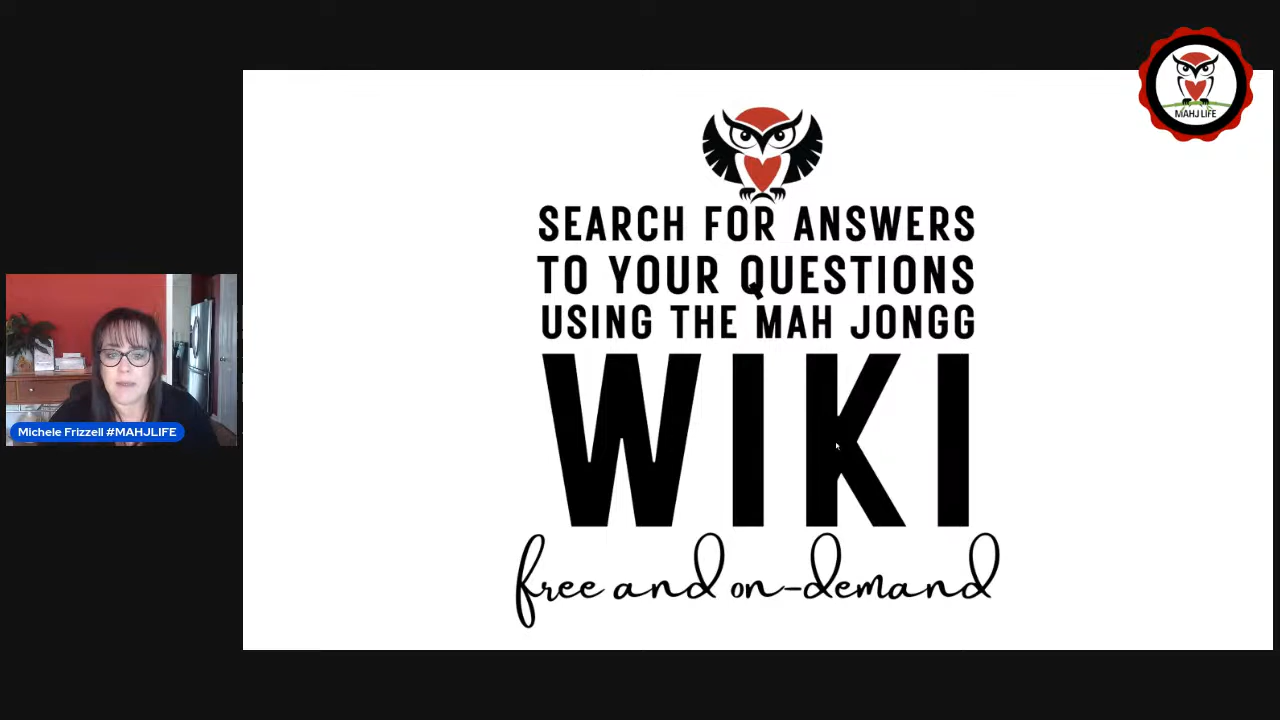 MAHJ LIFE
SEARCH FOR ANSWERS
TO YOUR QUESTIONS
USING THE MAH JONGG
WIKI
free and on-demand
Michele Frizzell #MAHJLIFE